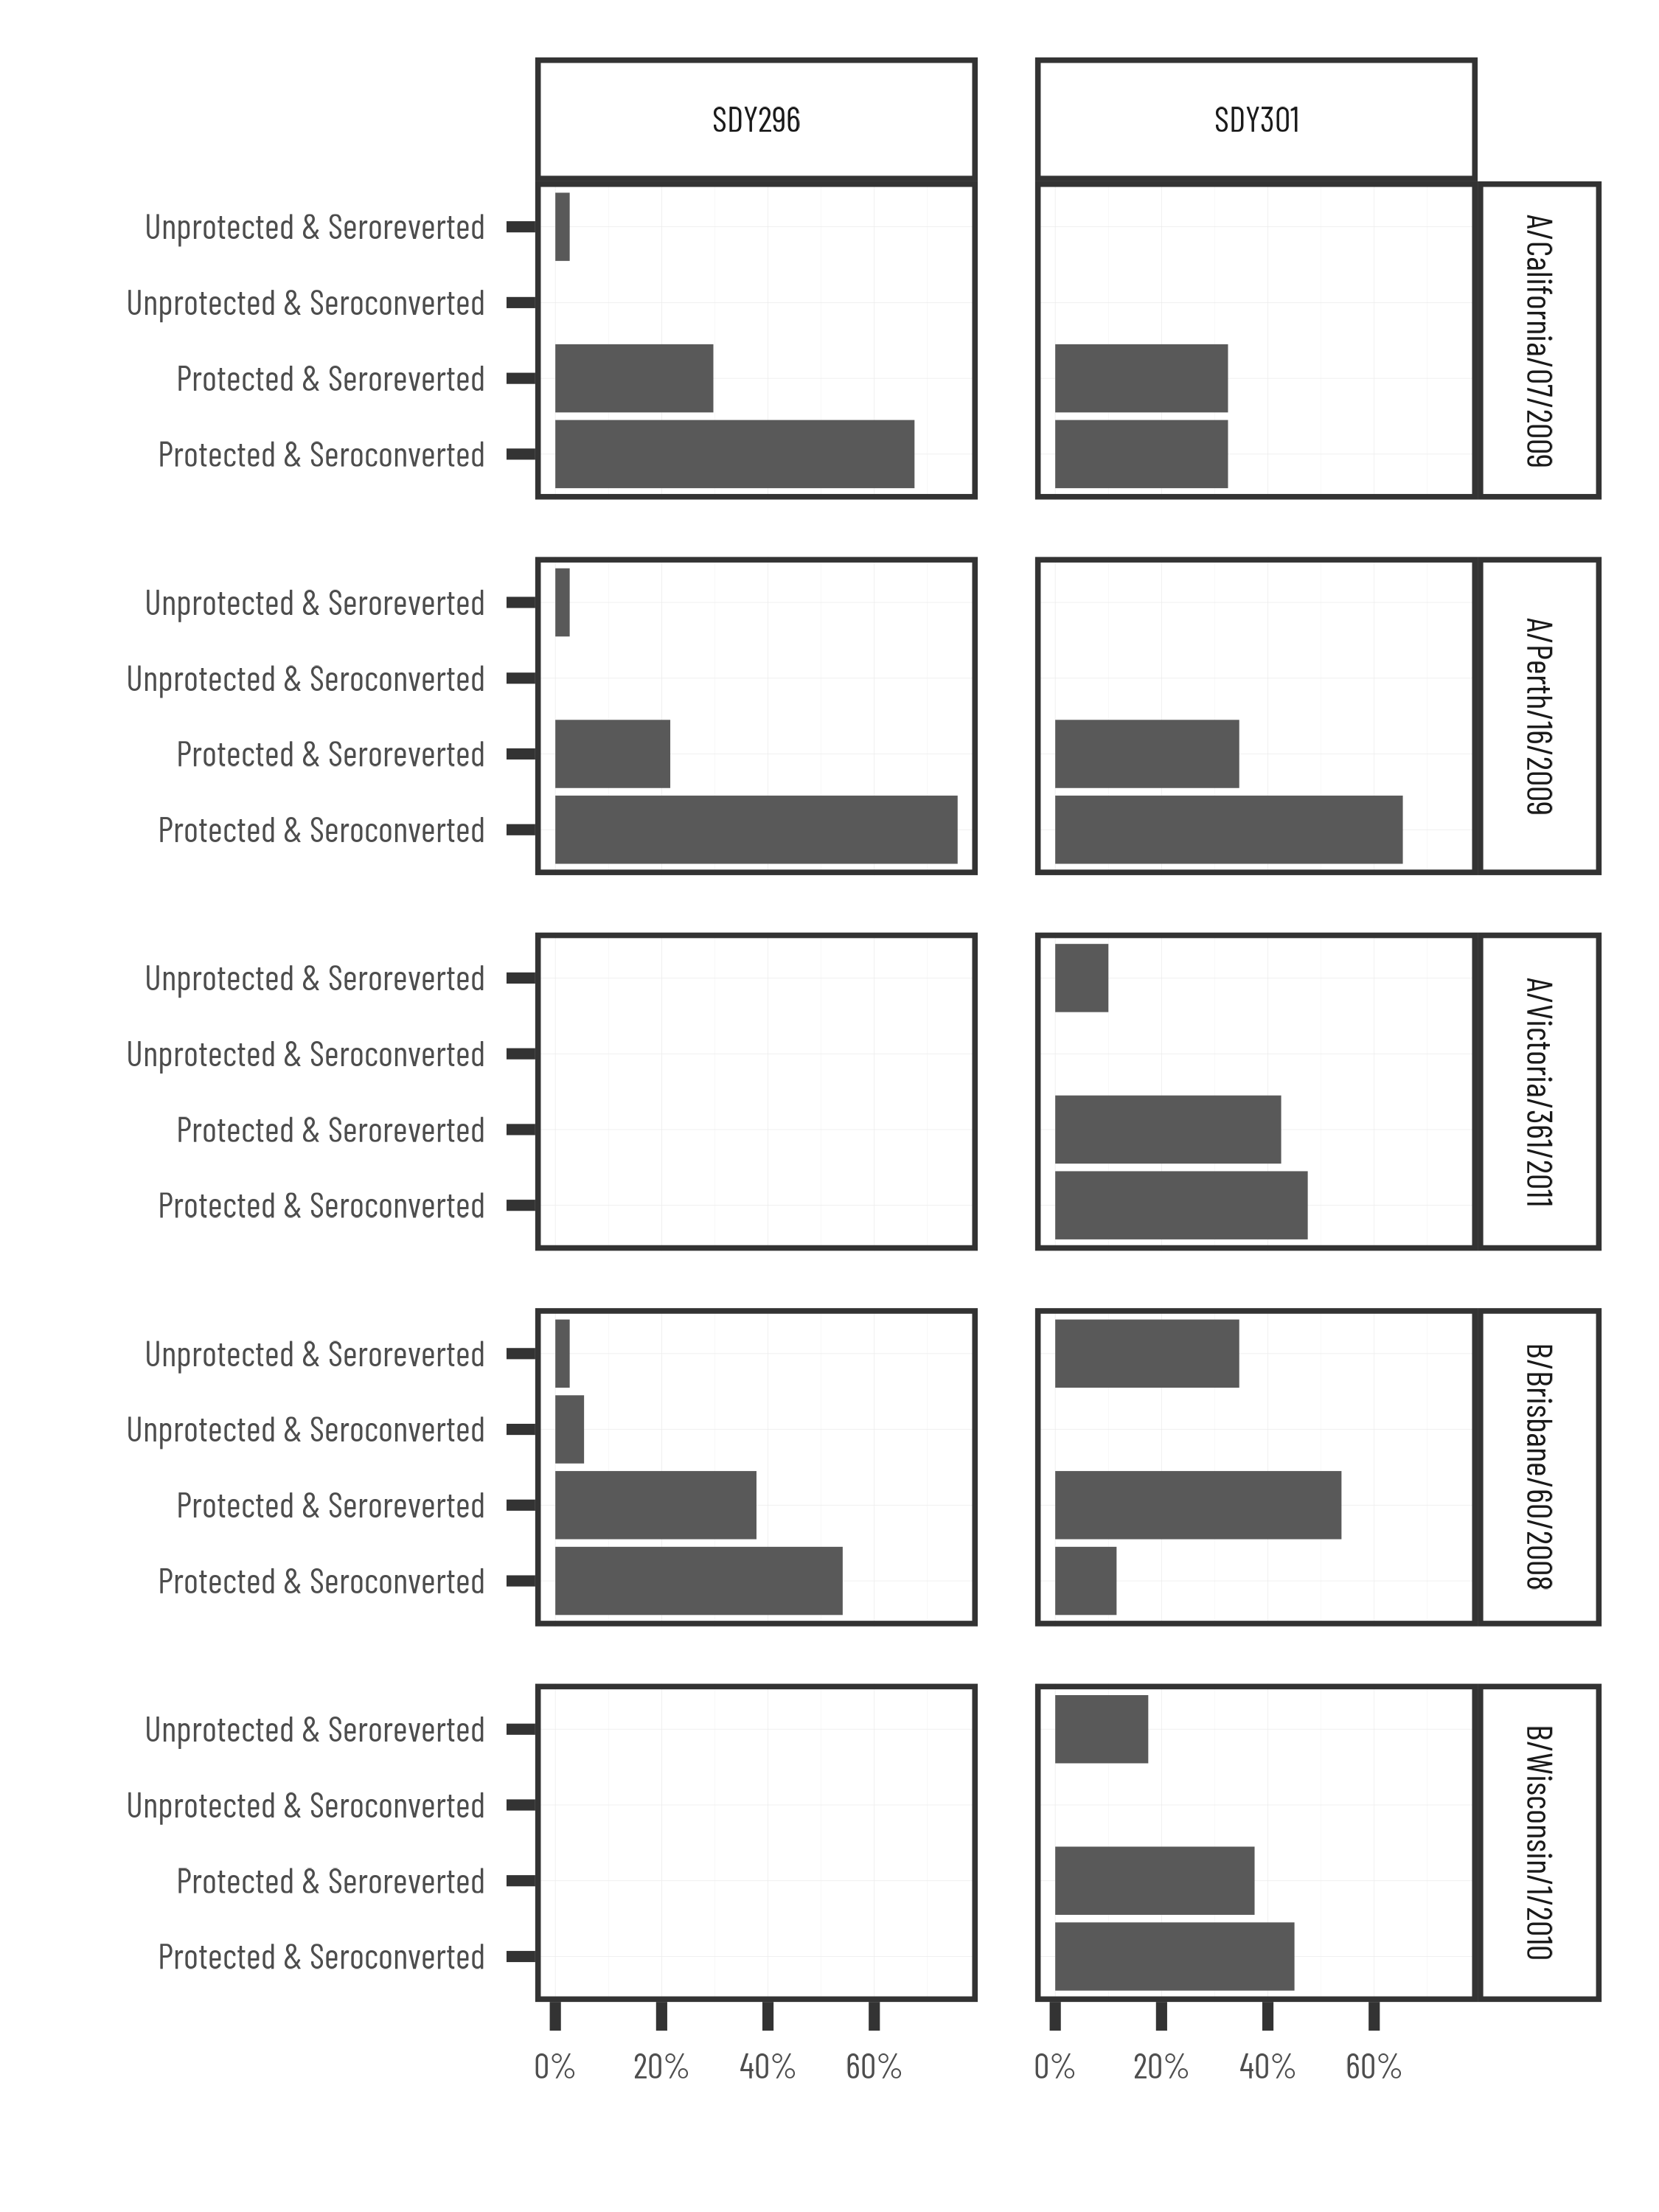 SDY296
SDY301
Unprotected & Seroreverted
Unprotected & Seroconverted
Protected & Seroreverted
Protected & Seroconverted
A/California/07/2009
Unprotected & Seroreverted
Unprotected & Seroconverted
Protected & Seroreverted
Protected & Seroconverted
A/Perth/16/2009
Unprotected & Seroreverted
Unprotected & Seroconverted
Protected & Seroreverted
Protected & Seroconverted
A/Victoria/361/2011
Unprotected & Seroreverted
Unprotected & Seroconverted
Protected & Seroreverted
Protected & Seroconverted
B/Brisbane/60/2008
Unprotected & Seroreverted
Unprotected & Seroconverted
Protected & Seroreverted
Protected & Seroconverted
B/Wisconsin/1/2010
0% 20% 40% 60%
0% 20% 40% 60%